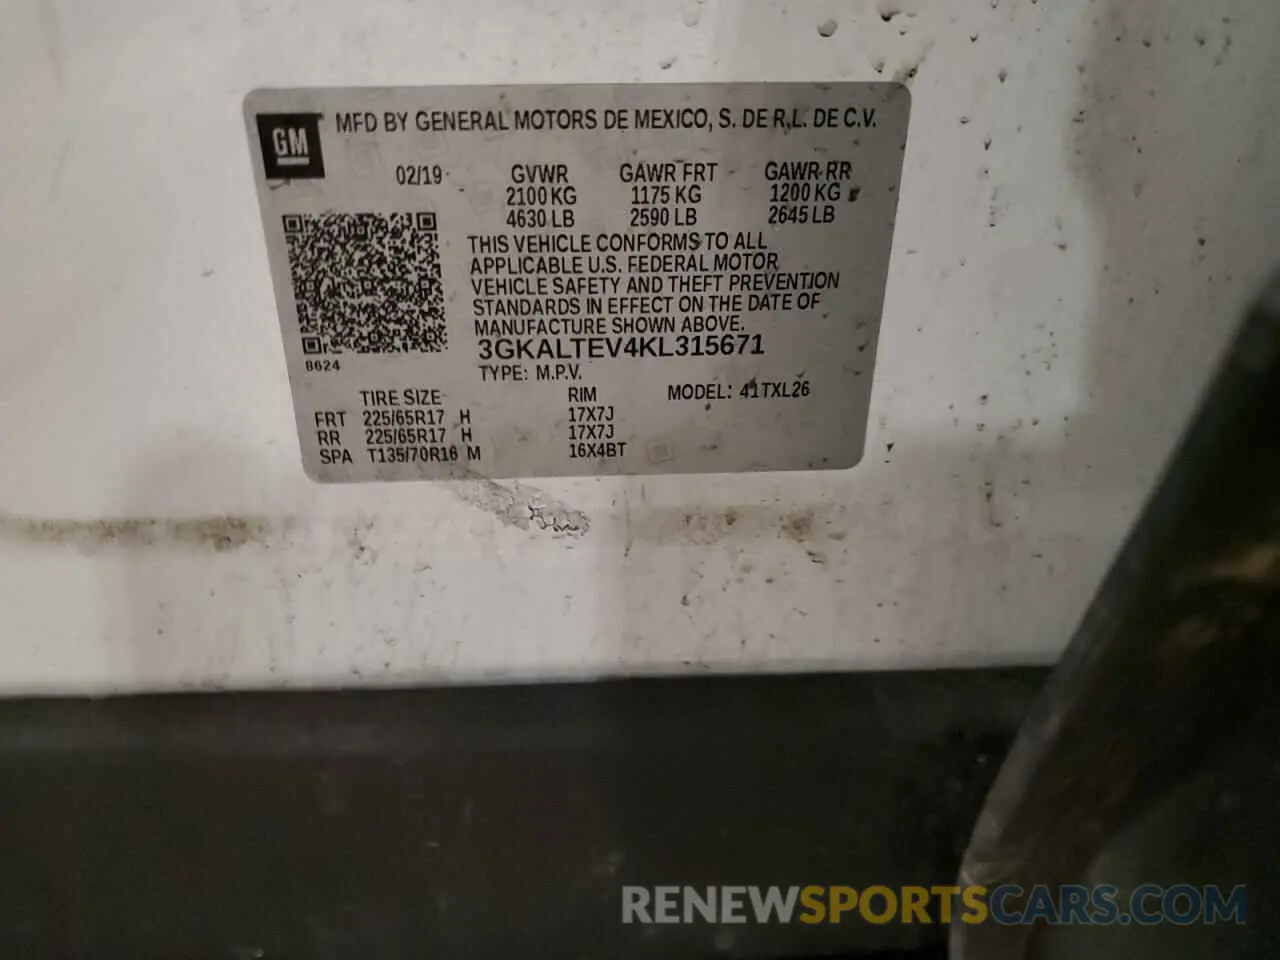 GM
MFD BY GENERAL MOTORS DE MEXICO, S. DE R.L. DE C.V.
02/19 GVWR GAWR FRT GAWR RR
2100 KG 1175 KG 1200 KG
4630 LB 2590 LB 2645 LB
THIS VEHICLE CONFORMS TO ALL
APPLICABLE U.S. FEDERAL MOTOR
VEHICLE SAFETY AND THEFT PREVENTION
STANDARDS IN EFFECT ON THE DATE OF
MANUFACTURE SHOWN ABOVE.
3GKALTEV4KL315671
8624
TYPE: M.P.V.
TIRE SIZE RIM MODEL: 41TXL26
FRT 225/65R17 H 17X7J
RR 225/65R17 H 17X7J
SPA T135/70R16 M 16X4BT
RENEWSPORTSCARS.COM